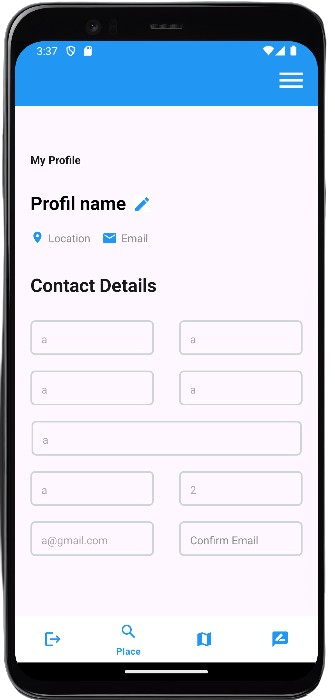 3:37
My Profile
Profil name
Location Email
Contact Details
a a
a a
a
a 2
a@gmail.com Confirm Email
Place